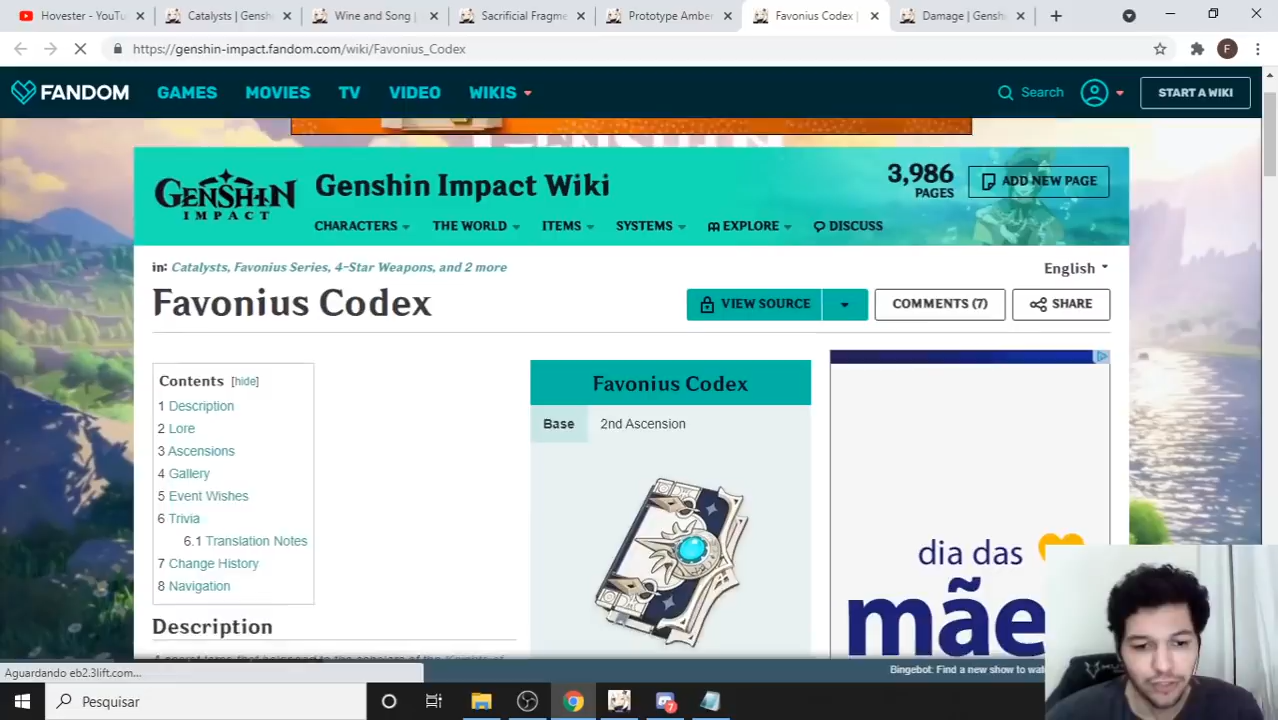 Hovester - YouTu
Catalysts | Gensh
Wine and Song |
Sacrificial Fragme
Prototype Amber
Favonius Codex |
Damage | Gensh
https://genshin-impact.fandom.com/wiki/Favonius_Codex
F
FANDOM
GAMES
MOVIES
TV
VIDEO
WIKIS
Search
START A WIKI
GENSHIN
IMPACT
Genshin Impact Wiki
3,986
PAGES
ADD NEW PAGE
CHARACTERS
THE WORLD
ITEMS
SYSTEMS
EXPLORE
DISCUSS
in: Catalysts, Favonius Series, 4-Star Weapons, and 2 more
English
Favonius Codex
VIEW SOURCE
COMMENTS (7)
SHARE
Contents [hide]
1 Description
2 Lore
3 Ascensions
4 Gallery
5 Event Wishes
6 Trivia
6.1 Translation Notes
7 Change History
8 Navigation
Favonius Codex
Base
2nd Ascension
dia das
mãe
Description
Bingebot: Find a new show to wat
Aguardando eb2.3lift.com...
Pesquisar
7